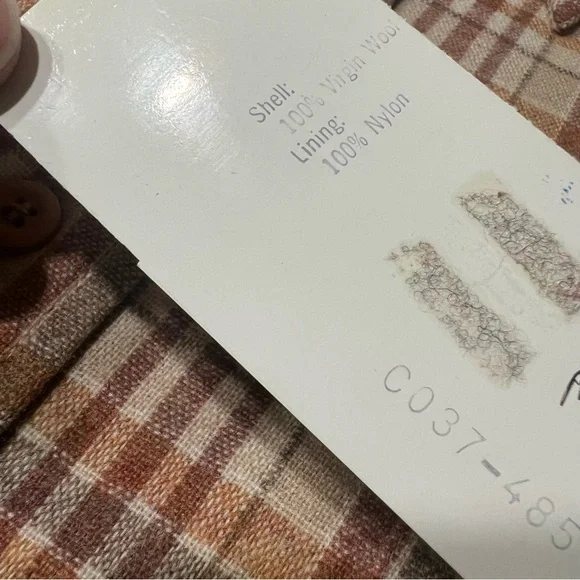 Shell:
100% Virgin Wool
Lining:
100% Nylon
C037-485